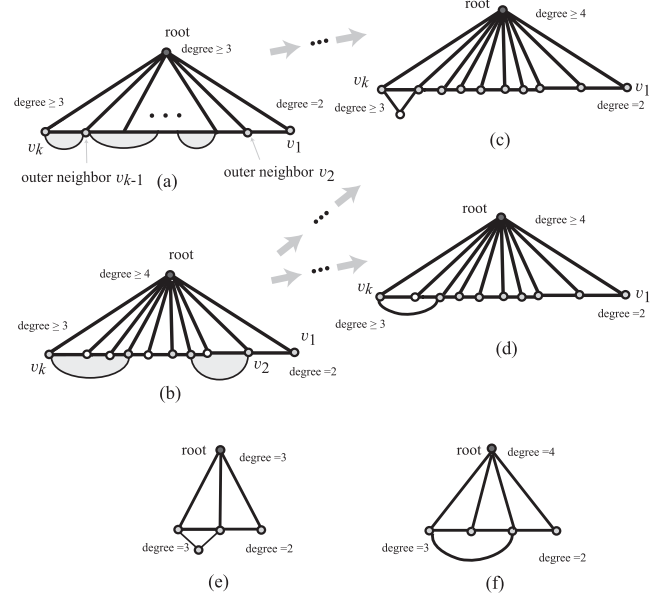 root
degree ≥ 3
degree ≥ 3
degree =2
v_k
v_1
outer neighbor v_{k-1}
outer neighbor v_2
(a)
root
degree ≥ 4
v_k
v_1
degree ≥ 3
degree =2
(c)
root
degree ≥ 4
degree ≥ 3
v_1
v_k
v_2
degree =2
(b)
root
degree ≥ 4
v_k
v_1
degree ≥ 3
degree =2
(d)
root
degree =3
degree =3
degree =2
(e)
root
degree =4
degree =3
degree =2
(f)